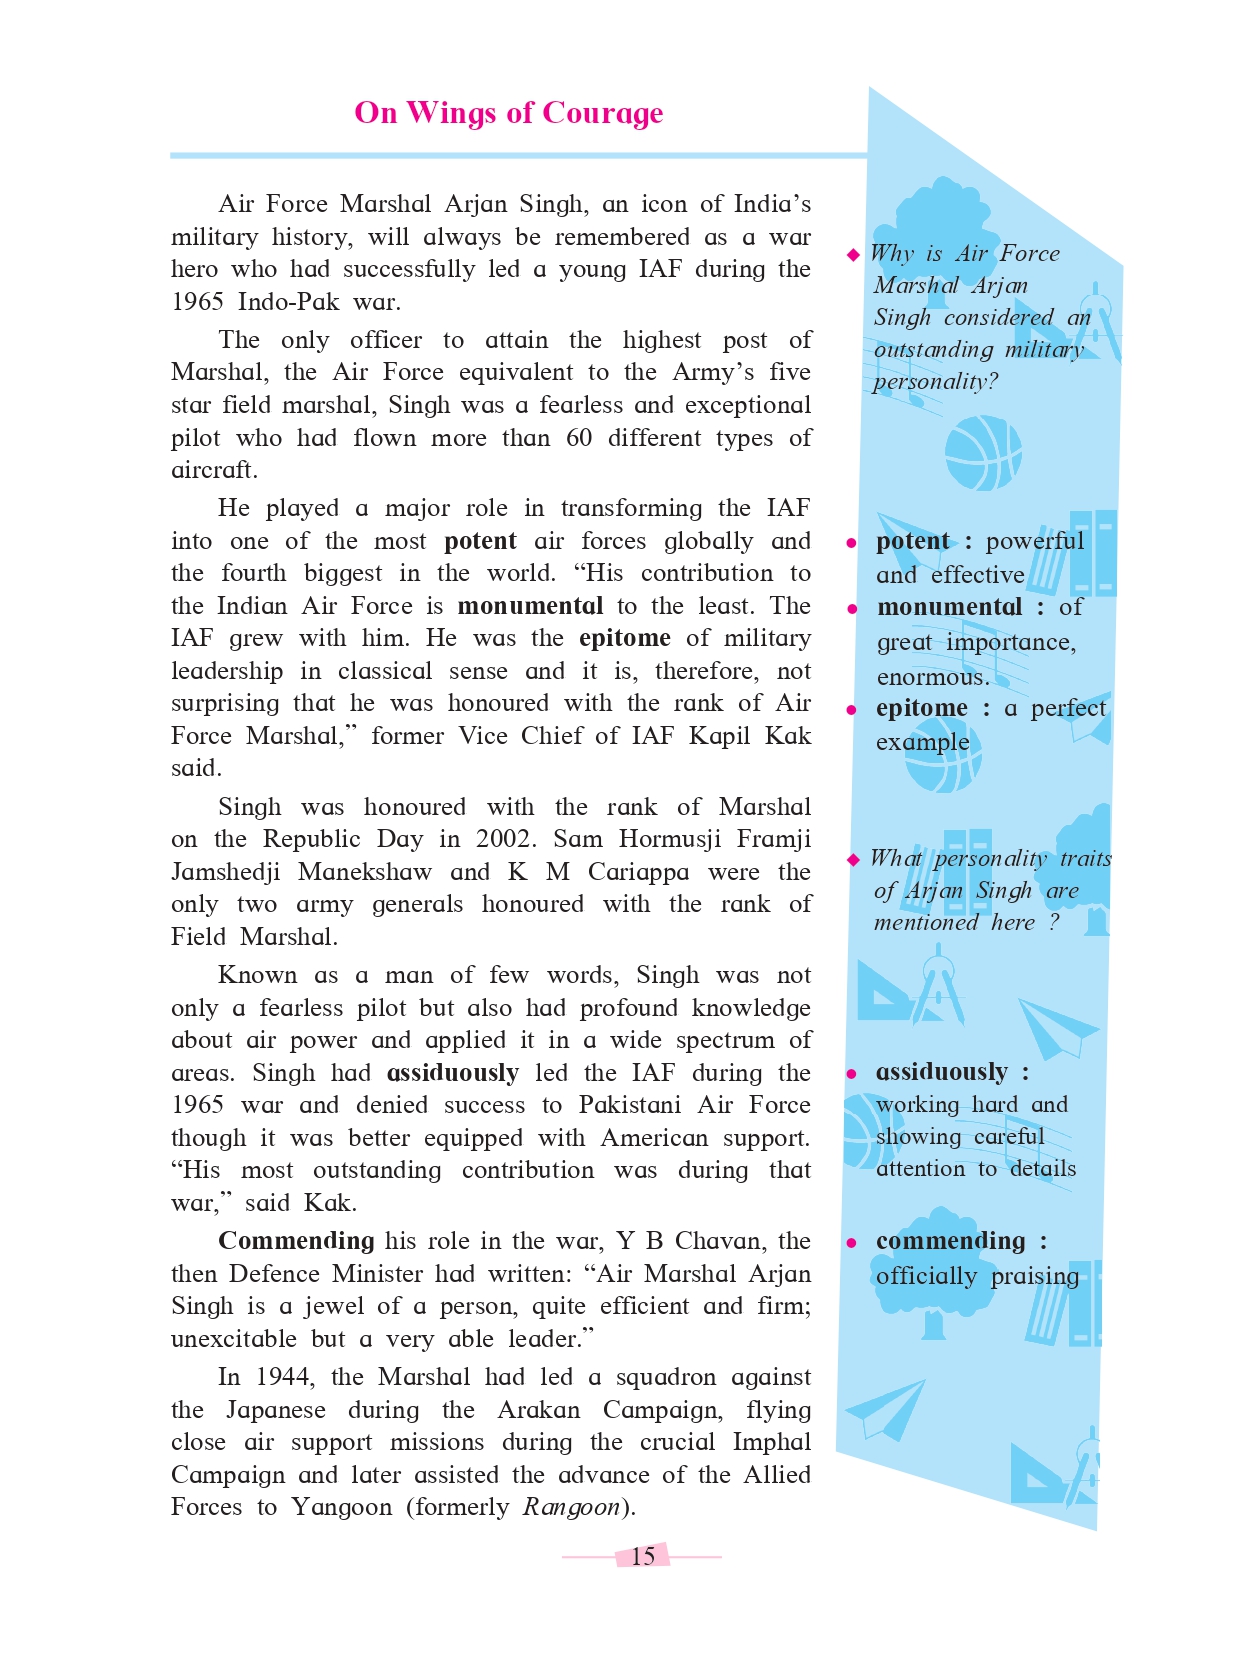 On Wings of Courage
Air Force Marshal Arjan Singh, an icon of India’s
military history, will always be remembered as a war
hero who had successfully led a young IAF during the
1965 Indo-Pak war.
The only officer to attain the highest post of
Marshal, the Air Force equivalent to the Army’s five
star field marshal, Singh was a fearless and exceptional
pilot who had flown more than 60 different types of
aircraft.
He played a major role in transforming the IAF
into one of the most potent air forces globally and
the fourth biggest in the world. “His contribution to
the Indian Air Force is monumental to the least. The
IAF grew with him. He was the epitome of military
leadership in classical sense and it is, therefore, not
surprising that he was honoured with the rank of Air
Force Marshal,” former Vice Chief of IAF Kapil Kak
said.
Singh was honoured with the rank of Marshal
on the Republic Day in 2002. Sam Hormusji Framji
Jamshedji Manekshaw and K M Cariappa were the
only two army generals honoured with the rank of
Field Marshal.
Known as a man of few words, Singh was not
only a fearless pilot but also had profound knowledge
about air power and applied it in a wide spectrum of
areas. Singh had assiduously led the IAF during the
1965 war and denied success to Pakistani Air Force
though it was better equipped with American support.
“His most outstanding contribution was during that
war,” said Kak.
Commending his role in the war, Y B Chavan, the
then Defence Minister had written: “Air Marshal Arjan
Singh is a jewel of a person, quite efficient and firm;
unexcitable but a very able leader.”
In 1944, the Marshal had led a squadron against
the Japanese during the Arakan Campaign, flying
close air support missions during the crucial Imphal
Campaign and later assisted the advance of the Allied
Forces to Yangoon (formerly Rangoon).
◆ Why is Air Force
Marshal Arjan
Singh considered an
outstanding military
personality?
● potent : powerful
and effective
● monumental : of
great importance,
enormous.
● epitome : a perfect
example
◆ What personality traits
of Arjan Singh are
mentioned here ?
● assiduously :
working hard and
showing careful
attention to details
● commending :
officially praising
15